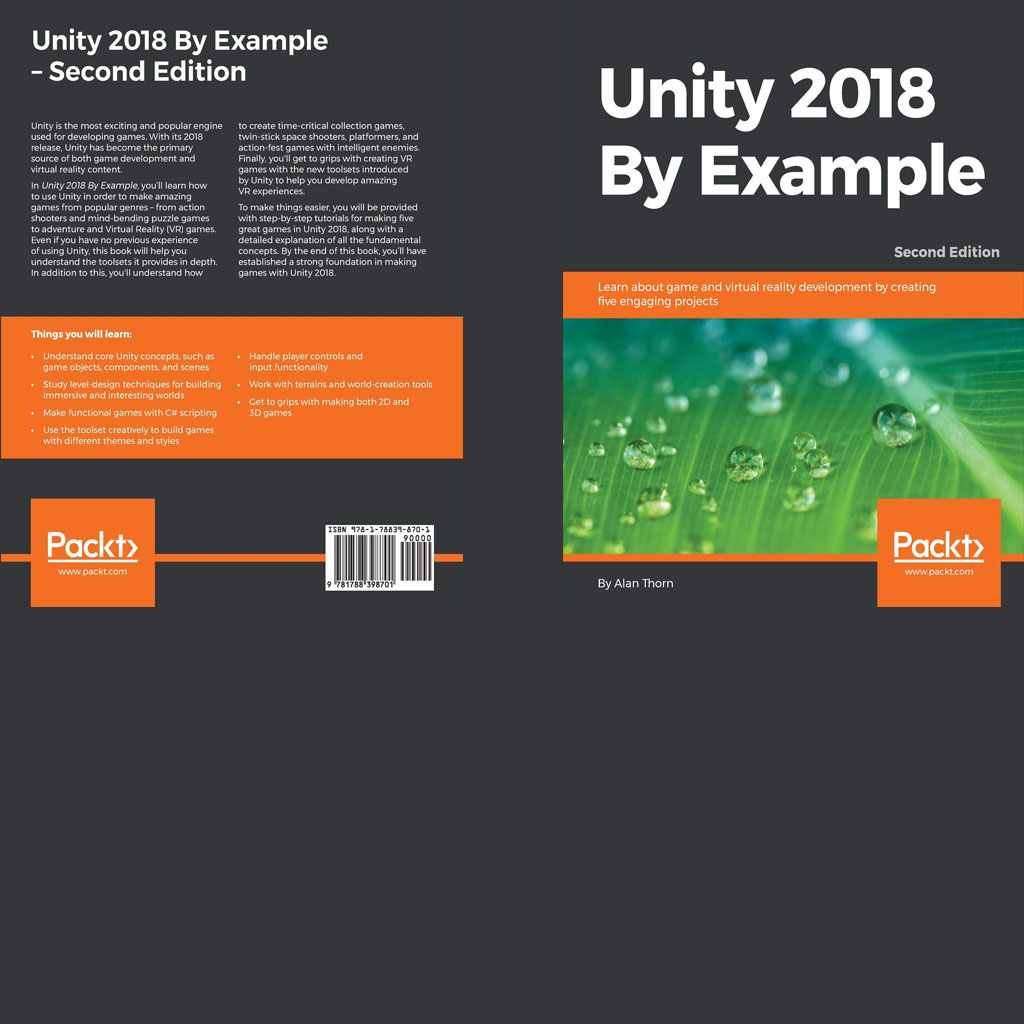 Unity 2018 By Example
– Second Edition
Unity is the most exciting and popular engine
used for developing games. With its 2018
release, Unity has become the primary
source of both game development and
virtual reality content.
In Unity 2018 By Example, you'll learn how
to use Unity in order to make amazing
games from popular genres – from action
shooters and mind-bending puzzle games
to adventure and Virtual Reality (VR) games.
Even if you have no previous experience
of using Unity, this book will help you
understand the toolsets it provides in depth.
In addition to this, you'll understand how
to create time-critical collection games,
twin-stick space shooters, platformers, and
action-fest games with intelligent enemies.
Finally, you'll get to grips with creating VR
games with the new toolsets introduced
by Unity to help you develop amazing
VR experiences.
To make things easier, you will be provided
with step-by-step tutorials for making five
great games in Unity 2018, along with a
detailed explanation of all the fundamental
concepts. By the end of this book, you'll have
established a strong foundation in making
games with Unity 2018.
Things you will learn:
• Understand core Unity concepts, such as
game objects, components, and scenes
• Study level-design techniques for building
immersive and interesting worlds
• Make functional games with C# scripting
• Use the toolset creatively to build games
with different themes and styles
• Handle player controls and
input functionality
• Work with terrains and world-creation tools
• Get to grips with making both 2D and
3D games
Packt>
www.packt.com
ISBN 978-1-78839-870-1
90000
9 781788 398701
Unity 2018
By Example
Second Edition
Learn about game and virtual reality development by creating
five engaging projects
By Alan Thorn
Packt>
www.packt.com